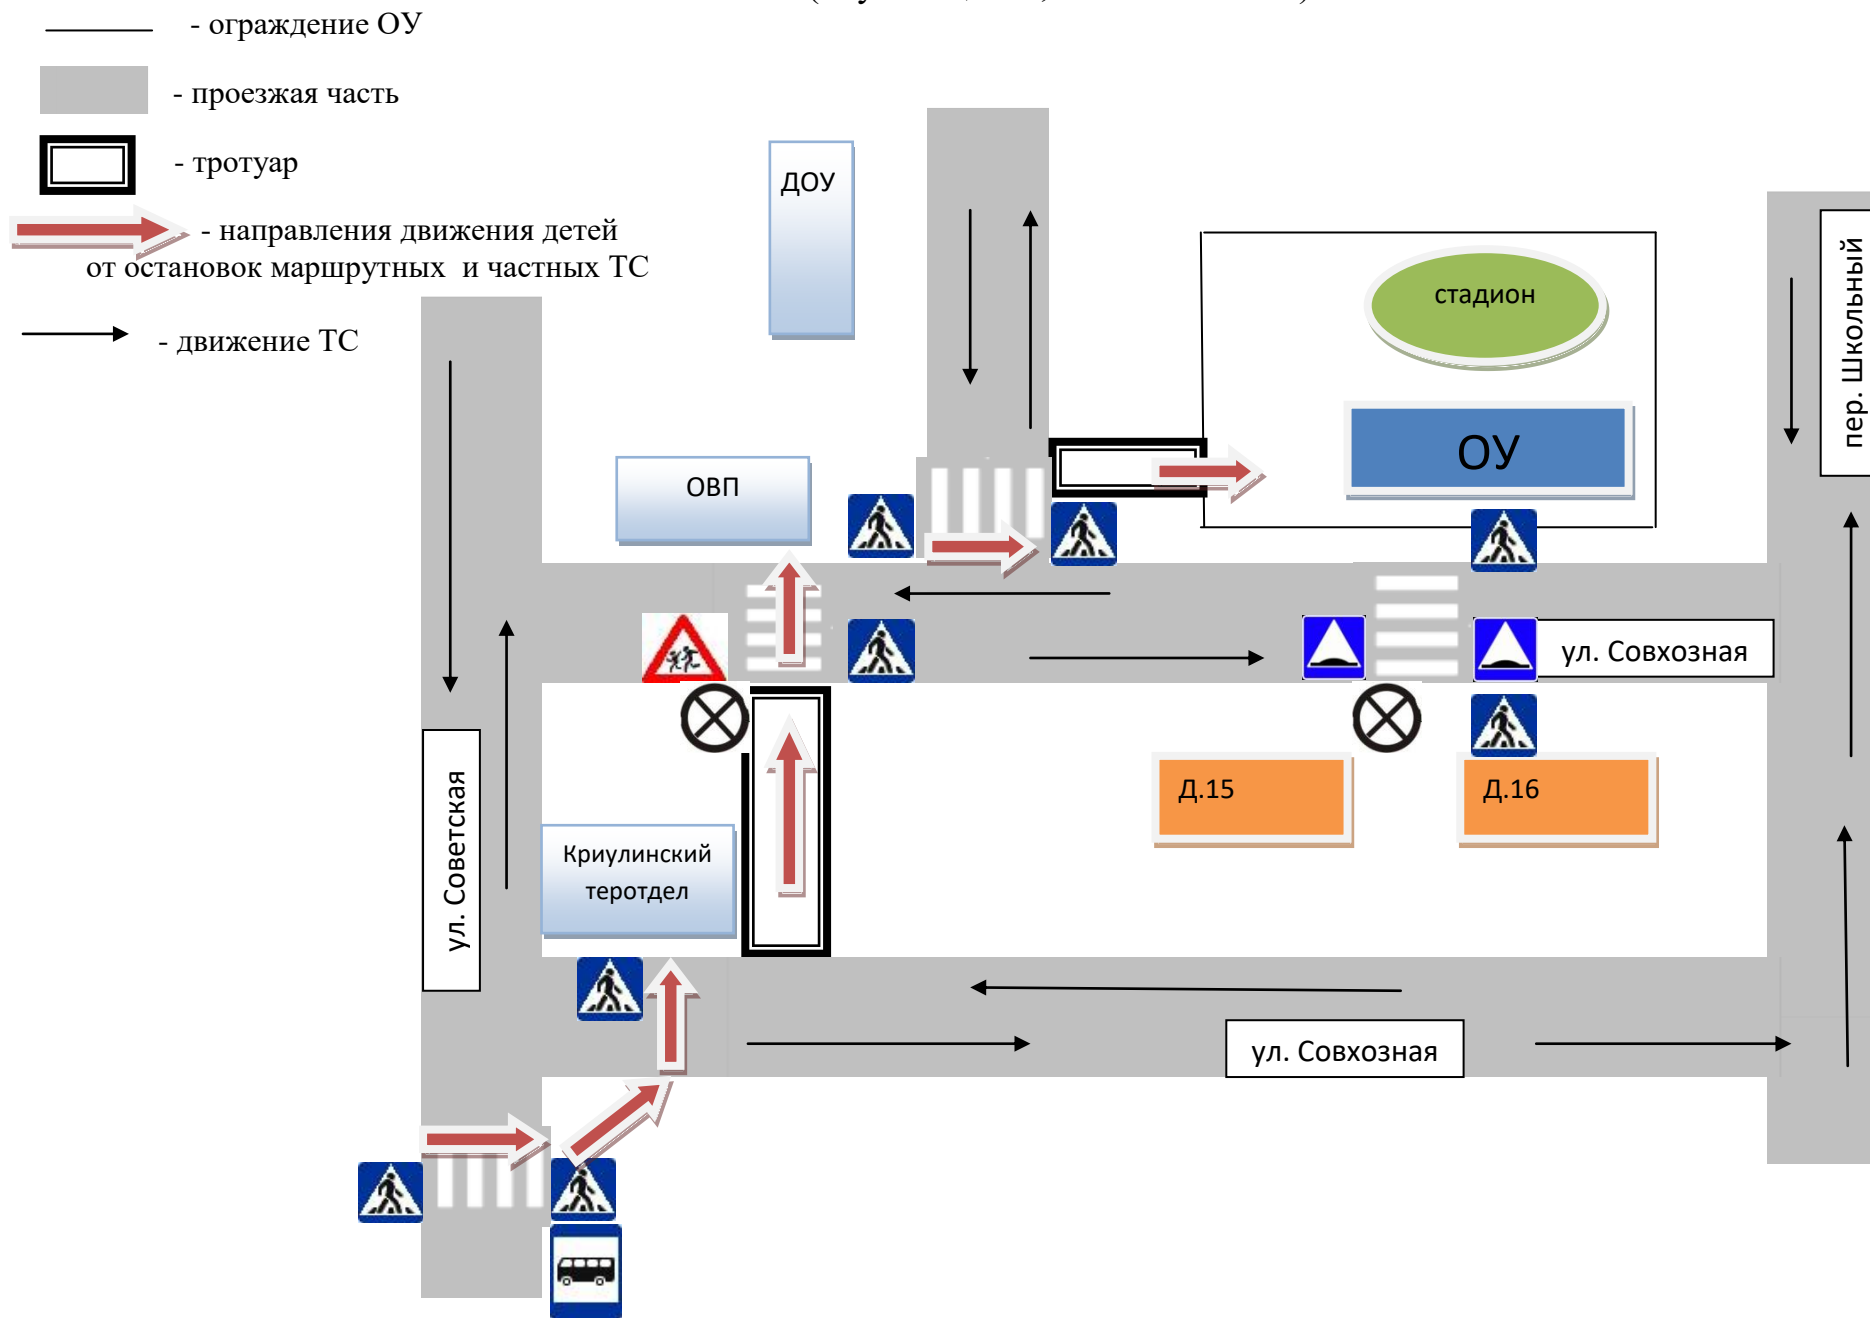 - ограждение ОУ
- проезжая часть
- тротуар
- направления движения детей
от остановок маршрутных и частных ТС
- движение ТС
ДОУ
стадион
пер. Школьный
ОУ
ОВП
ул. Совхозная
Д.15
Д.16
ул. Советская
Криулинский
теротдел
ул. Совхозная